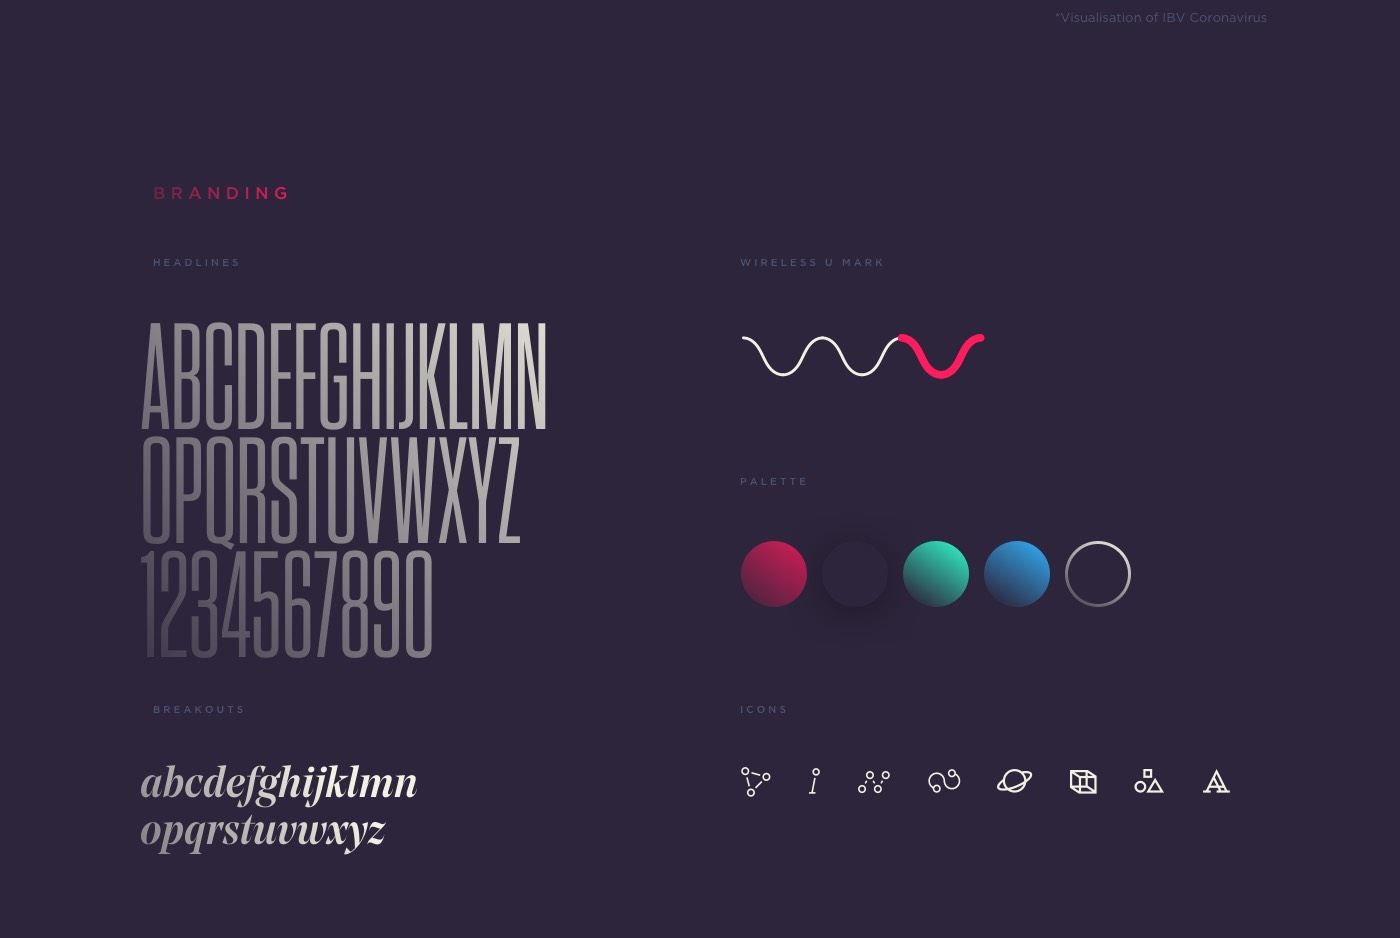 *Visualisation of IBV Coronavirus
BRANDING
HEADLINES
ABCDEFGHIJKLMN
OPQRSTUVWXYZ
1234567890
BREAKOUTS
abcdefghijklmn
opqrstuvwxyz
WIRELESS U MARK
PALETTE
ICONS